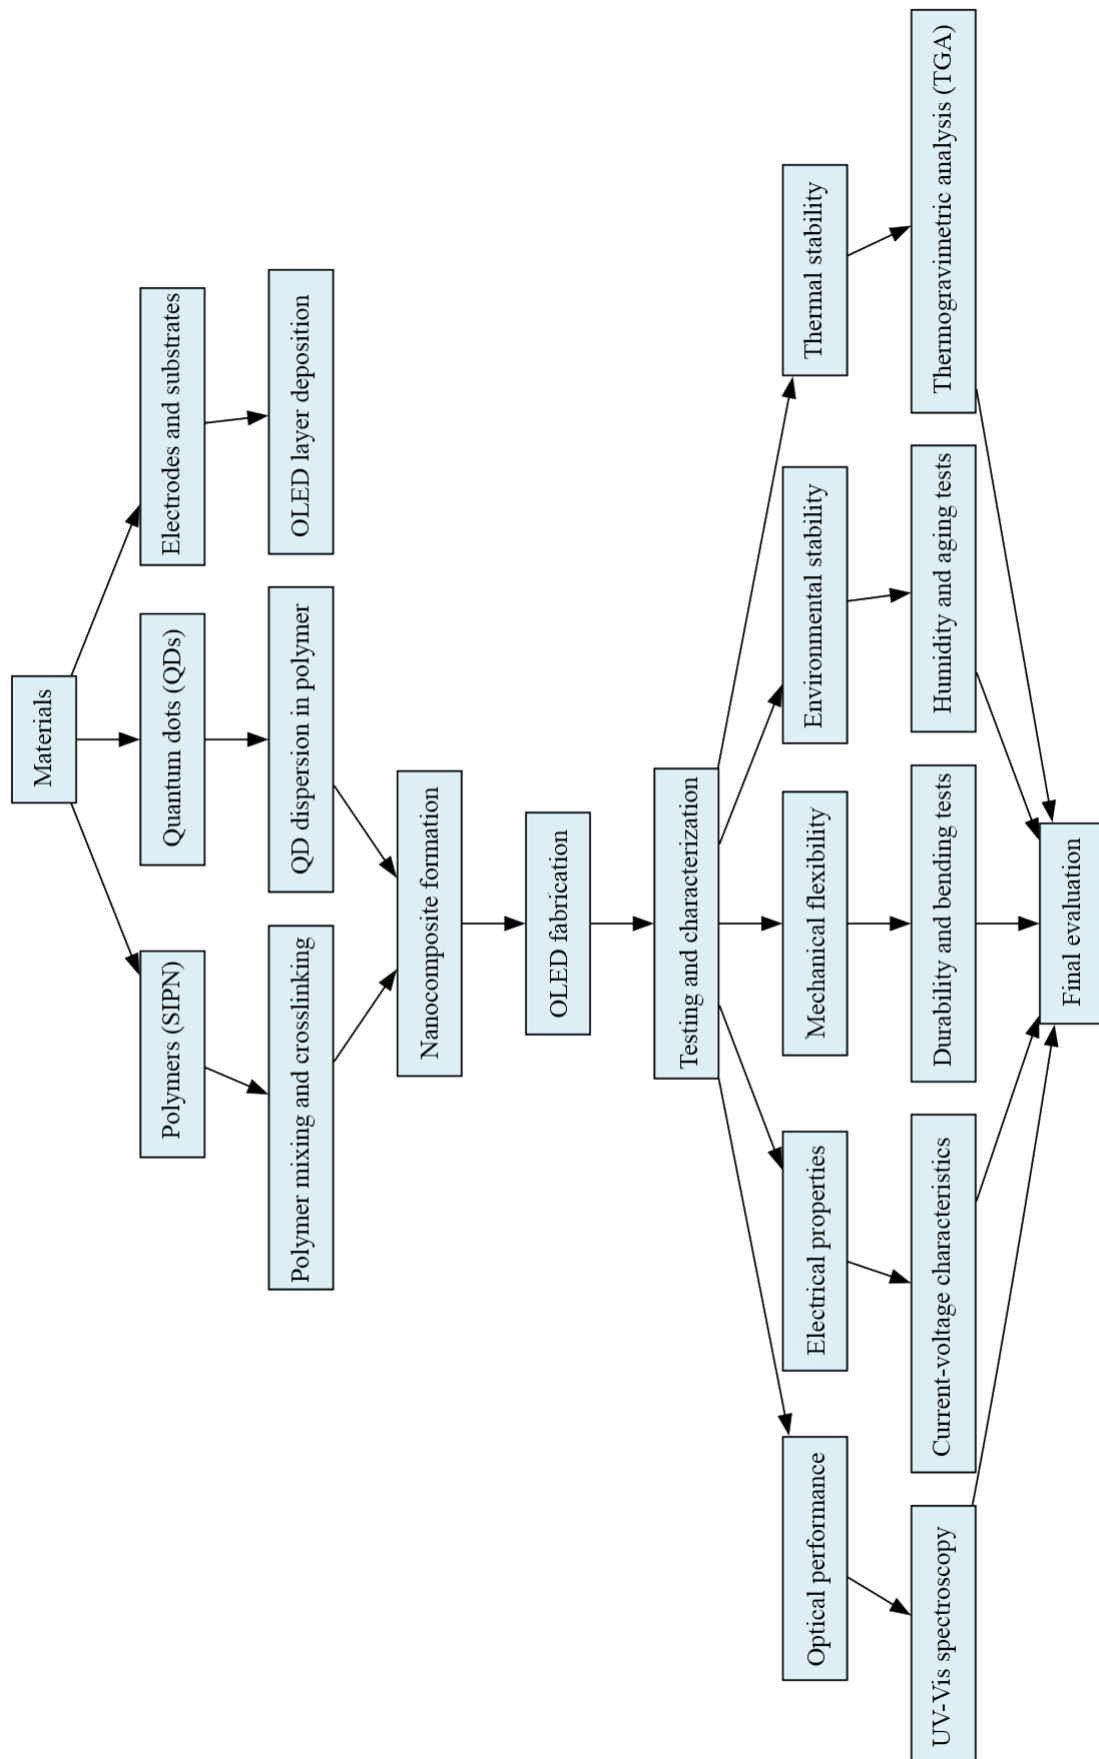 Materials
Polymers (SIPN)
Quantum dots (QDs)
Electrodes and substrates
Polymer mixing and crosslinking
QD dispersion in polymer
OLED layer deposition
Nanocomposite formation
OLED fabrication
Testing and characterization
Optical performance
Electrical properties
Mechanical flexibility
Environmental stability
Thermal stability
UV-Vis spectroscopy
Current-voltage characteristics
Durability and bending tests
Humidity and aging tests
Thermogravimetric analysis (TGA)
Final evaluation